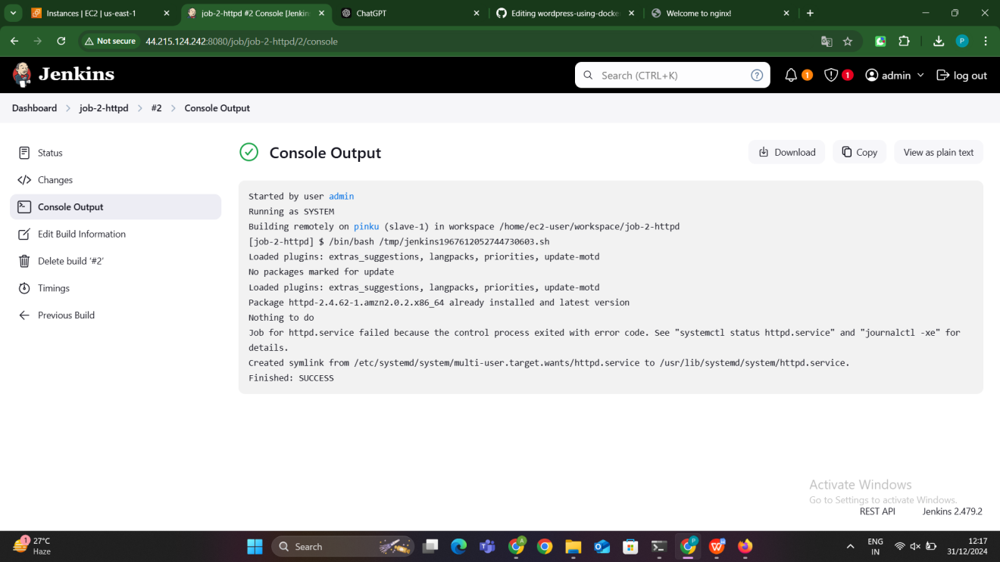 Instances | EC2 | us-east-1
job-2-httpd #2 Console [Jenkin
ChatGPT
Editing wordpress-using-docke
Welcome to nginx!
Not secure
44.215.124.242:8080/job/job-2-httpd/2/console
P
Jenkins
Search (CTRL+K)
?
1
1
admin
log out
Dashboard
job-2-httpd
#2
Console Output
Status
Changes
Console Output
Edit Build Information
Delete build ‘#2’
Timings
Previous Build
Console Output
Download
Copy
View as plain text
Started by user admin
Running as SYSTEM
Building remotely on pinku (slave-1) in workspace /home/ec2-user/workspace/job-2-httpd
[job-2-httpd] $ /bin/bash /tmp/jenkins1967612052744730603.sh
Loaded plugins: extras_suggestions, langpacks, priorities, update-motd
No packages marked for update
Loaded plugins: extras_suggestions, langpacks, priorities, update-motd
Package httpd-2.4.62-1.amzn2.0.2.x86_64 already installed and latest version
Nothing to do
Job for httpd.service failed because the control process exited with error code. See "systemctl status httpd.service" and "journalctl -xe" for
details.
Created symlink from /etc/systemd/system/multi-user.target.wants/httpd.service to /usr/lib/systemd/system/httpd.service.
Finished: SUCCESS
Activate Windows
Go to Settings to activate Windows.
REST API
Jenkins 2.479.2
1
27°C
Haze
Search
A
P
ENG
IN
12:17
31/12/2024